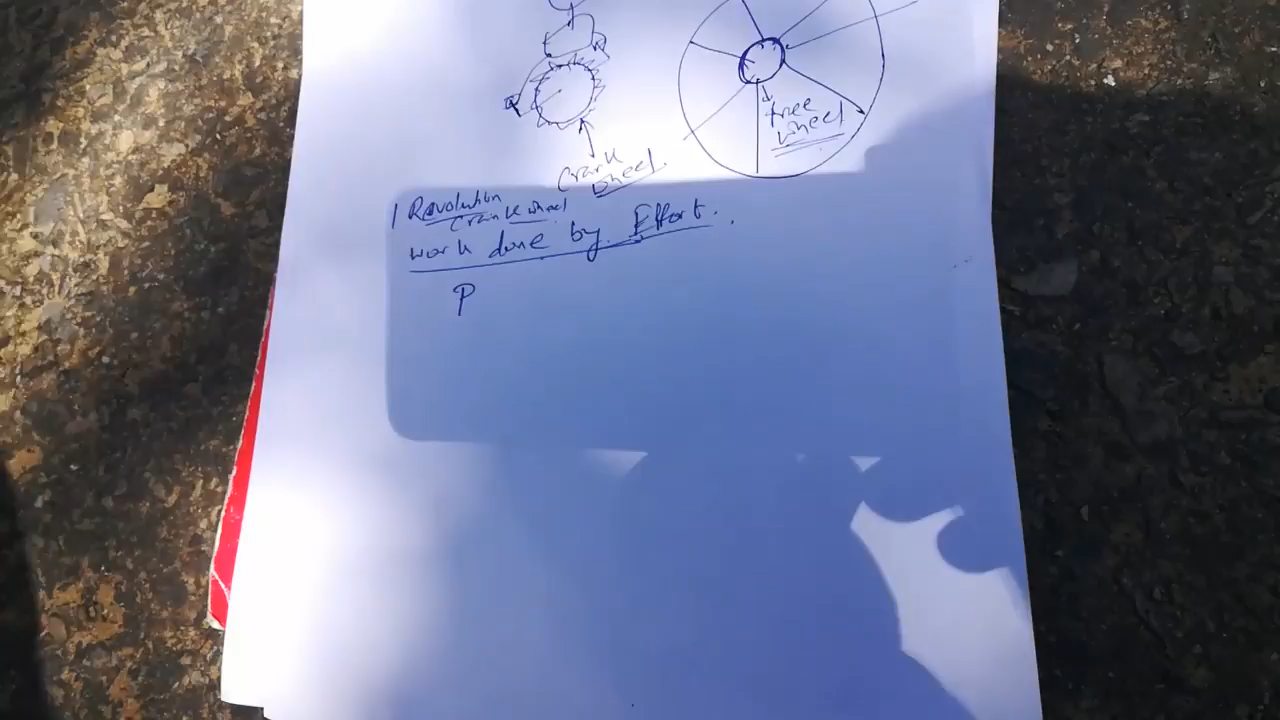 free
wheel
Crank
wheel.
1 Revolution
Crank wheel
work done by Effort.
P